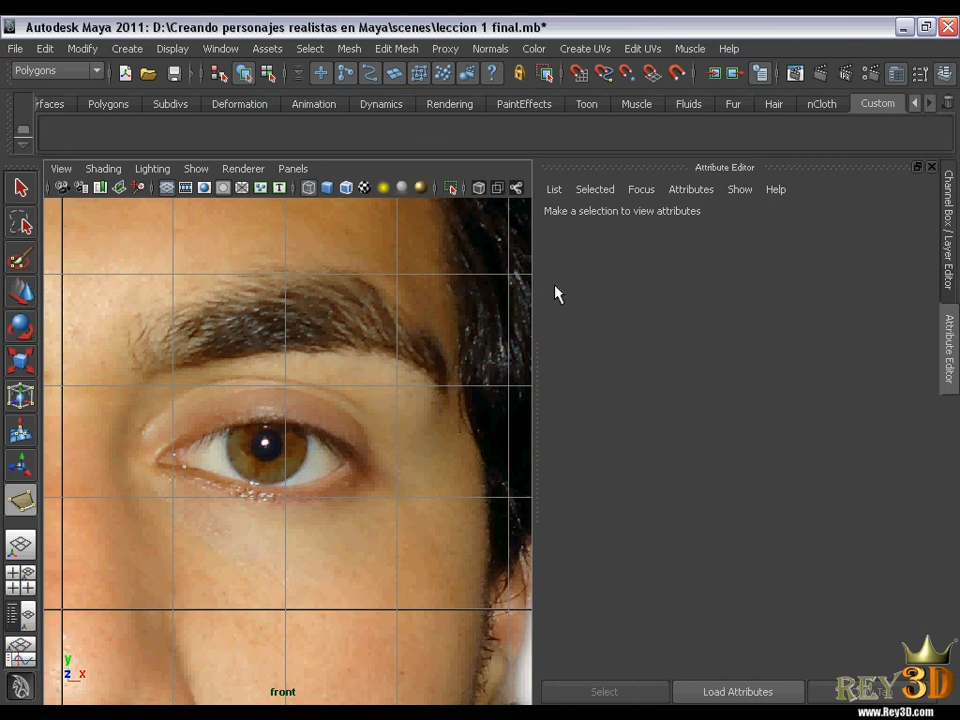 Autodesk Maya 2011: D:\Creando personajes realistas en Maya\scenes\leccion 1 final.mb*
File Edit Modify Create Display Window Assets Select Mesh Edit Mesh Proxy Normals Color Create UVs Edit UVs Muscle Help
Polygons
rfaces Polygons Subdivs Deformation Animation Dynamics Rendering PaintEffects Toon Muscle Fluids Fur Hair nCloth Custom
View Shading Lighting Show Renderer Panels
Attribute Editor
List Selected Focus Attributes Show Help
Make a selection to view attributes
Channel Box / Layer Editor
Attribute Editor
y
z x
front
Select Load Attributes
REY3D
www.Rey3D.com